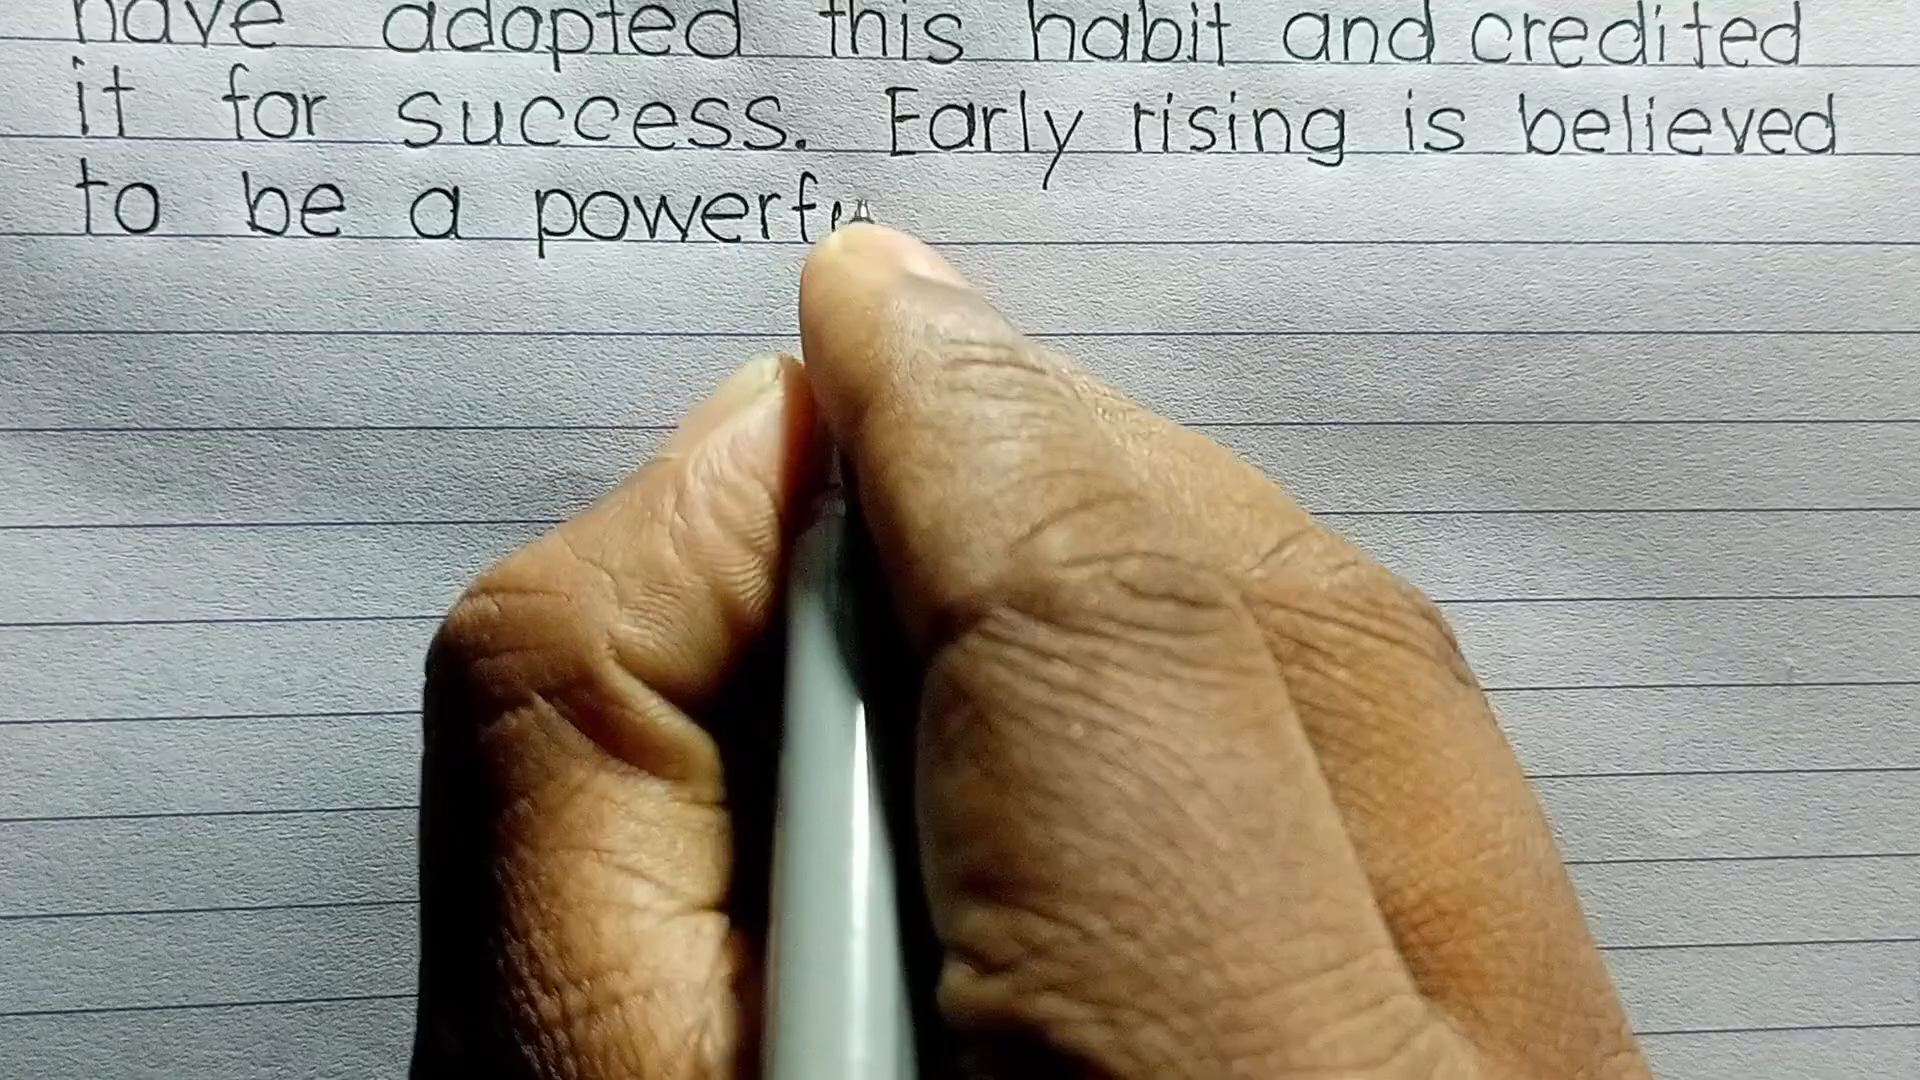 have adopted this habit and credited
it for success. Early rising is believed
to be a powerf